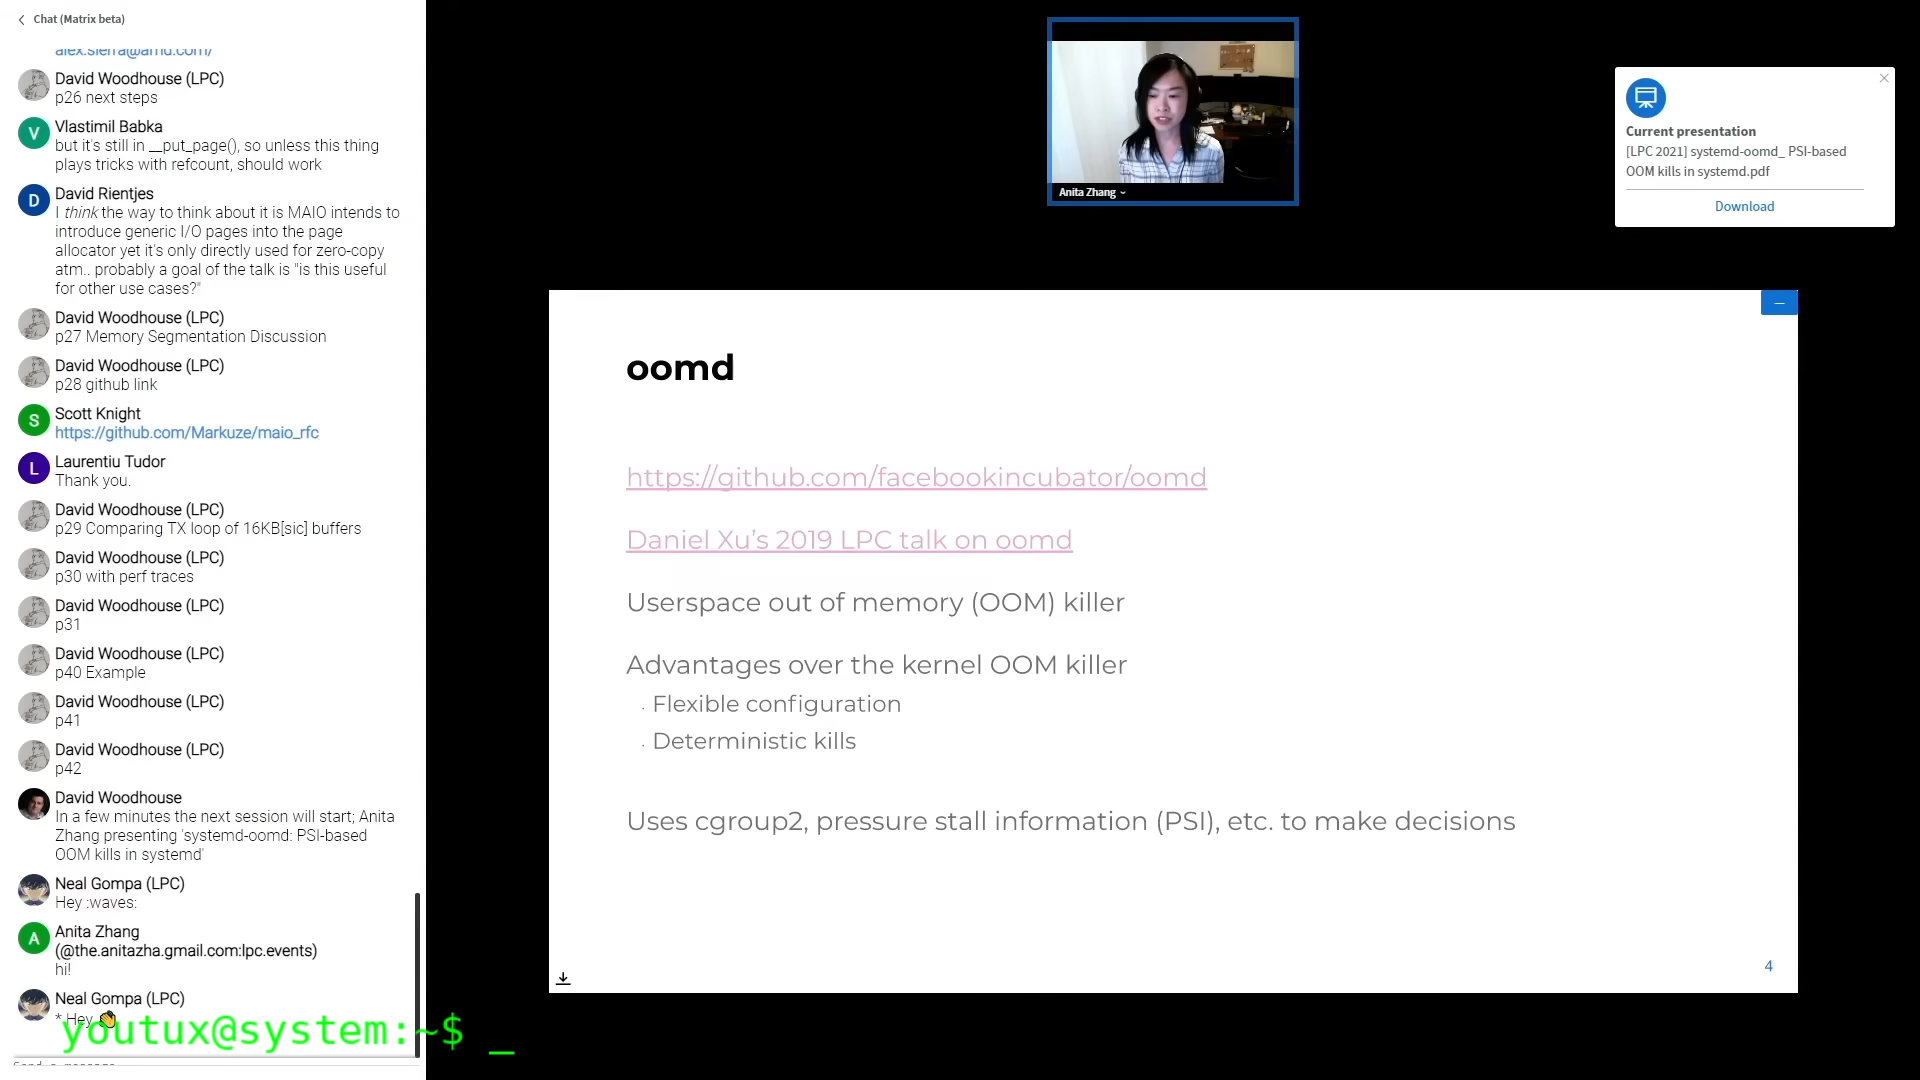 Chat (Matrix beta)
alex.sierra@amd.com/
David Woodhouse (LPC)
p26 next steps
V
Vlastimil Babka
but it's still in __put_page(), so unless this thing
plays tricks with refcount, should work
D
David Rientjes
I think the way to think about it is MAIO intends to
introduce generic I/O pages into the page
allocator yet it's only directly used for zero-copy
atm.. probably a goal of the talk is "is this useful
for other use cases?"
David Woodhouse (LPC)
p27 Memory Segmentation Discussion
David Woodhouse (LPC)
p28 github link
S
Scott Knight
https://github.com/Markuze/maio_rfc
L
Laurentiu Tudor
Thank you.
David Woodhouse (LPC)
p29 Comparing TX loop of 16KB[sic] buffers
David Woodhouse (LPC)
p30 with perf traces
David Woodhouse (LPC)
p31
David Woodhouse (LPC)
p40 Example
David Woodhouse (LPC)
p41
David Woodhouse (LPC)
p42
David Woodhouse
In a few minutes the next session will start; Anita
Zhang presenting 'systemd-oomd: PSI-based
OOM kills in systemd'
Neal Gompa (LPC)
Hey :waves:
A
Anita Zhang
(@the.anitazha.gmail.com:lpc.events)
hi!
Neal Gompa (LPC)
* Hey 👋
youtux@system:~$ _
Send a message
Anita Zhang
Current presentation
[LPC 2021] systemd-oomd_ PSI-based
OOM kills in systemd.pdf
Download
oomd
https://github.com/facebookincubator/oomd
Daniel Xu's 2019 LPC talk on oomd
Userspace out of memory (OOM) killer
Advantages over the kernel OOM killer
· Flexible configuration
· Deterministic kills
Uses cgroup2, pressure stall information (PSI), etc. to make decisions
4